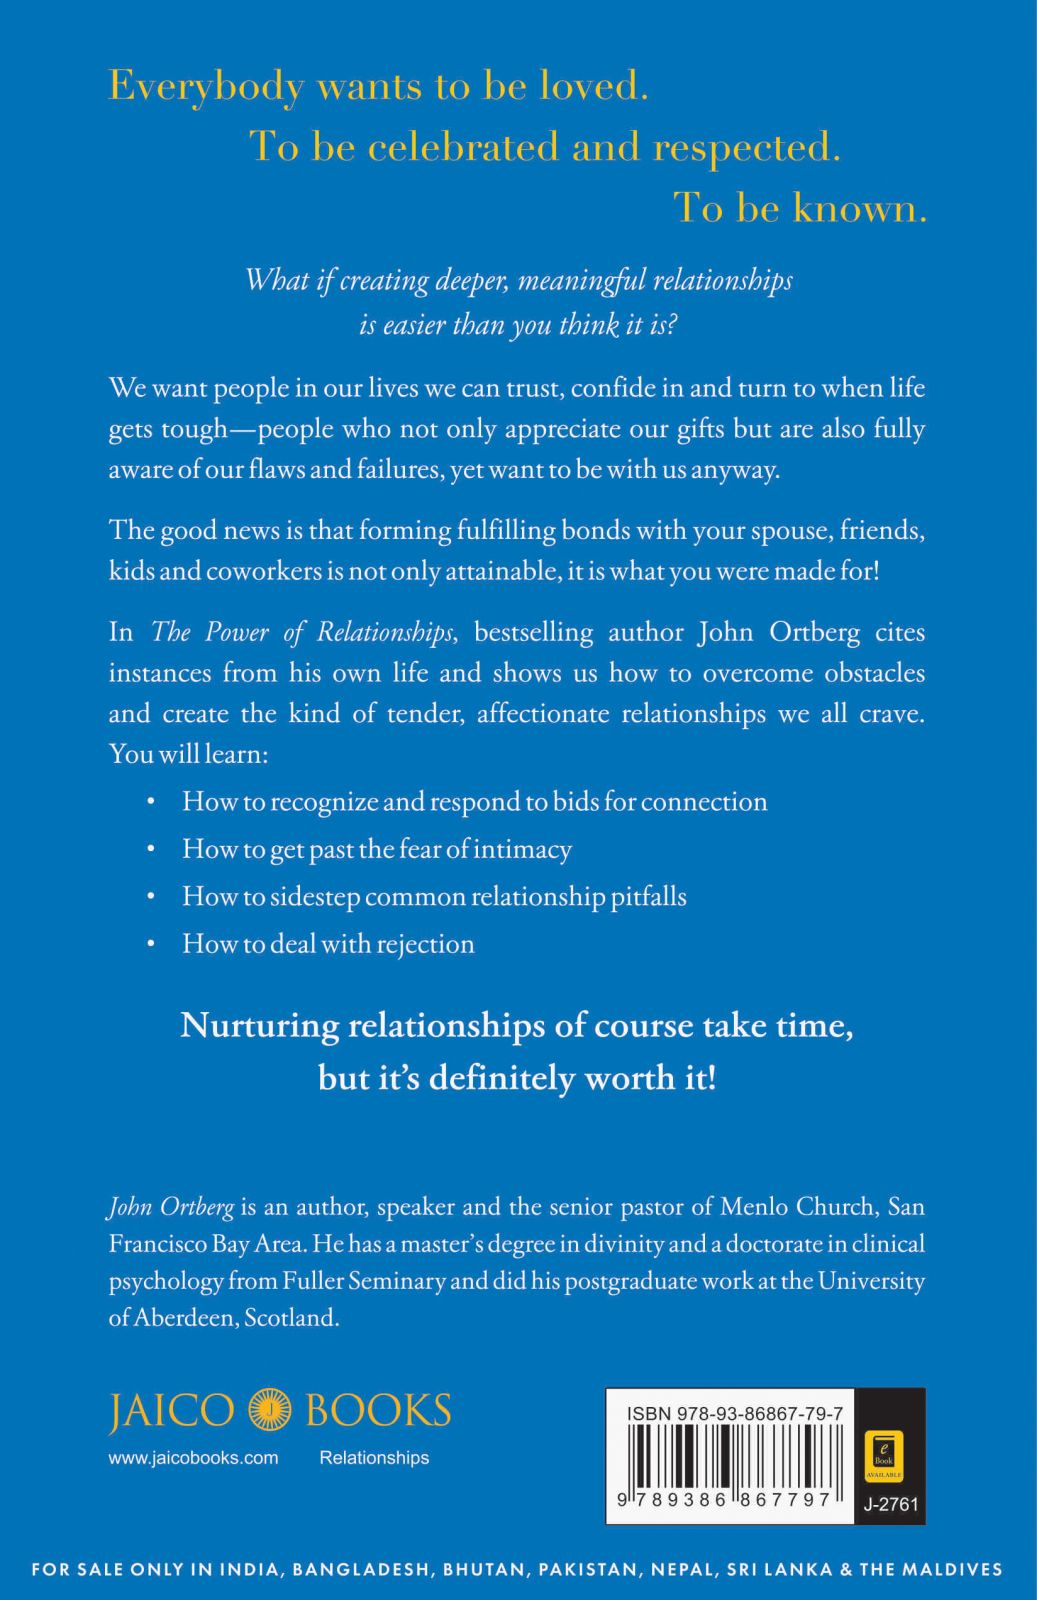 Everybody wants to be loved.
To be celebrated and respected.
To be known.
What if creating deeper, meaningful relationships
is easier than you think it is?
We want people in our lives we can trust, confide in and turn to when life
gets tough—people who not only appreciate our gifts but are also fully
aware of our flaws and failures, yet want to be with us anyway.
The good news is that forming fulfilling bonds with your spouse, friends,
kids and coworkers is not only attainable, it is what you were made for!
In The Power of Relationships, bestselling author John Ortberg cites
instances from his own life and shows us how to overcome obstacles
and create the kind of tender, affectionate relationships we all crave.
You will learn:
• How to recognize and respond to bids for connection
• How to get past the fear of intimacy
• How to sidestep common relationship pitfalls
• How to deal with rejection
Nurturing relationships of course take time,
but it’s definitely worth it!
John Ortberg is an author, speaker and the senior pastor of Menlo Church, San
Francisco Bay Area. He has a master’s degree in divinity and a doctorate in clinical
psychology from Fuller Seminary and did his postgraduate work at the University
of Aberdeen, Scotland.
JAICO J BOOKS
www.jaicobooks.com Relationships
ISBN 978-93-86867-79-7
9 789386 867797
e
Book
AVAILABLE
J-2761
FOR SALE ONLY IN INDIA, BANGLADESH, BHUTAN, PAKISTAN, NEPAL, SRI LANKA & THE MALDIVES